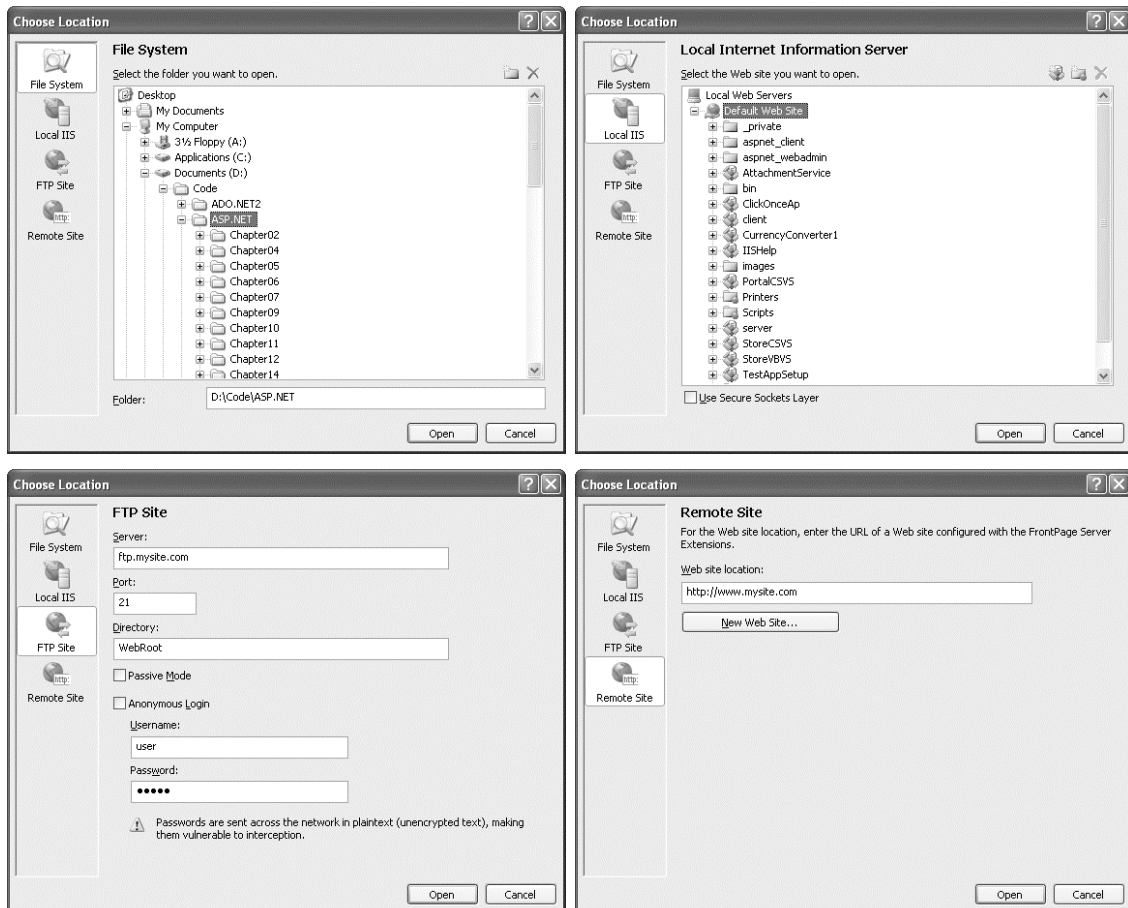 Choose Location
File System
Local IIS
FTP Site
Remote Site
File System
Select the folder you want to open.
Desktop
My Documents
My Computer
3½ Floppy (A:)
Applications (C:)
Documents (D:)
Code
ADO.NET2
ASP.NET
Chapter02
Chapter04
Chapter05
Chapter06
Chapter07
Chapter09
Chapter10
Chapter11
Chapter12
Chapter14
Folder:
D:\Code\ASP.NET
Open
Cancel
Choose Location
File System
Local IIS
FTP Site
http:
Remote Site
Local Internet Information Server
Select the Web site you want to open.
Local Web Servers
Default Web Site
_private
aspnet_client
aspnet_webadmin
AttachmentService
bin
ClickOnceAp
client
CurrencyConverter1
IISHelp
images
PortalCSVS
Printers
Scripts
server
StoreCSVS
StoreVBVS
TestAppSetup
Use Secure Sockets Layer
Open
Cancel
Choose Location
File System
Local IIS
FTP Site
http:
Remote Site
FTP Site
Server:
ftp.mysite.com
Port:
21
Directory:
WebRoot
Passive Mode
Anonymous Login
Username:
user
Password:
•••••
Passwords are sent across the network in plaintext (unencrypted text), making
them vulnerable to interception.
Open
Cancel
Choose Location
File System
Local IIS
FTP Site
http:
Remote Site
Remote Site
For the Web site location, enter the URL of a Web site configured with the FrontPage Server
Extensions.
Web site location:
http://www.mysite.com
New Web Site...
Open
Cancel